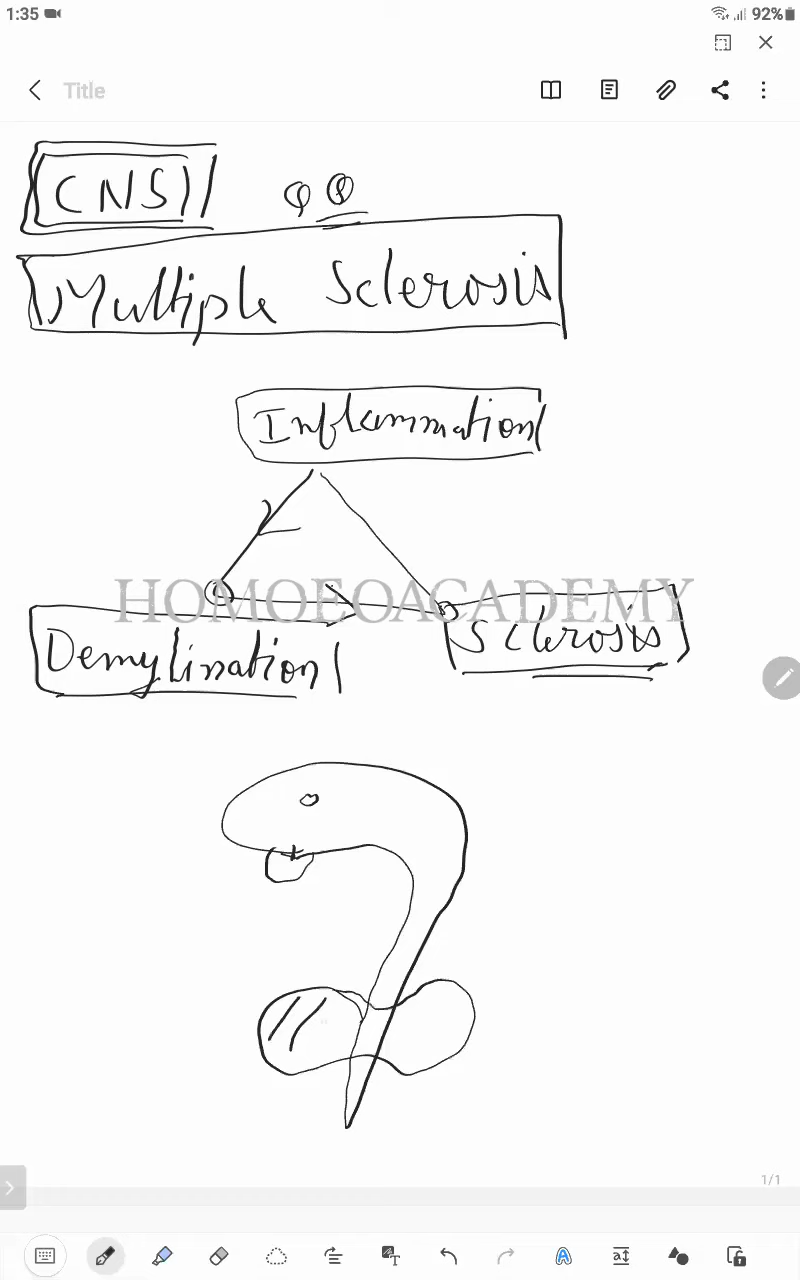 1:35 92%
Title
CNS
Multiple Sclerosis
Inflammation
HOMOEOACADEMY
Demylination Sclerosis
1/1